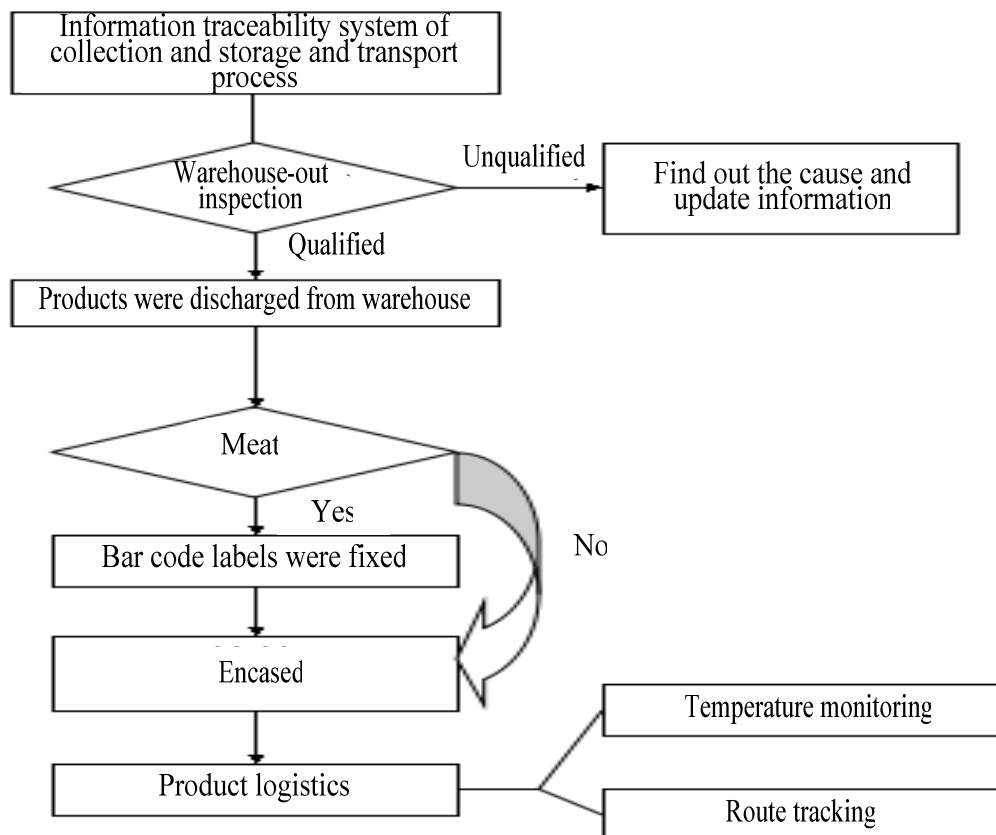 Information traceability system of
collection and storage and transport
process
Warehouse-out
inspection
Unqualified
Find out the cause and
update information
Qualified
Products were discharged from warehouse
Meat
Yes
No
Bar code labels were fixed
Encased
Product logistics
Temperature monitoring
Route tracking